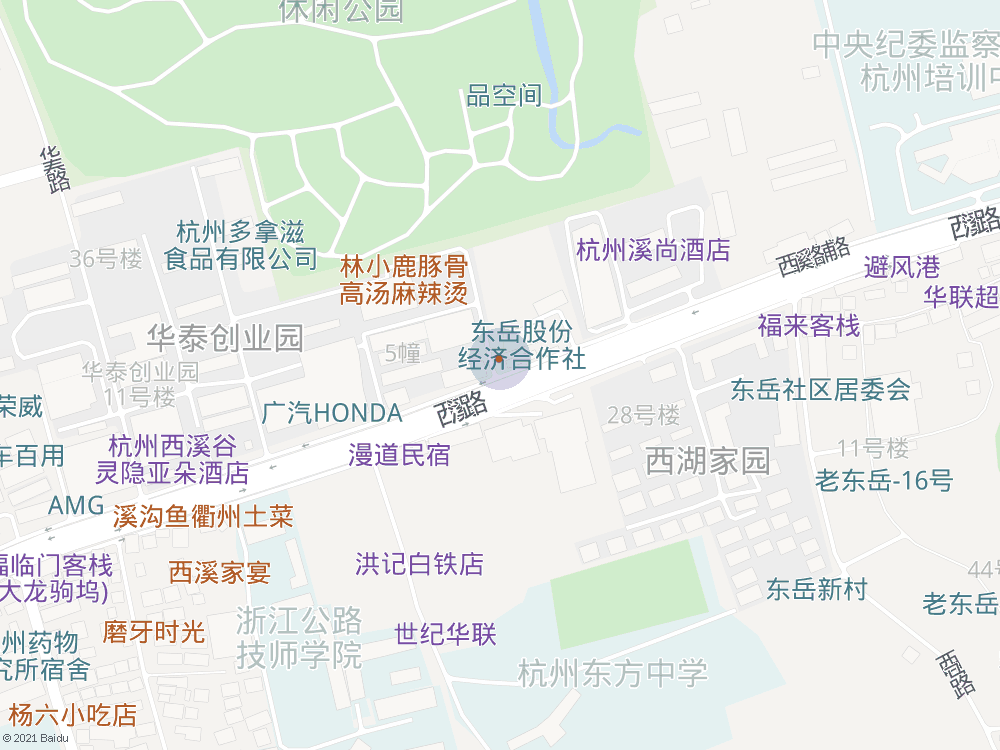 休闲公园
中央纪委监察
杭州培训中
品空间
华泰路
西溪路
杭州多拿滋
食品有限公司
36号楼
杭州溪尚酒店
避风港
林小鹿豚骨
高汤麻辣烫
华联超
福来客栈
东岳股份
经济合作社
华泰创业园
5幢
华泰创业园
11号楼
东岳社区居委会
荣威
广汽HONDA
西溪路
28号楼
杭州西溪谷
灵隐亚朵酒店
漫道民宿
11号楼
车百用
西湖家园
老东岳-16号
AMG
溪沟鱼衢州土菜
福临门客栈
大龙驹坞)
西溪家宴
洪记白铁店
44号
东岳新村
老东岳
浙江公路
技师学院
磨牙时光
世纪华联
州药物
究所宿舍
杭州东方中学
杨六小吃店
© 2021 Baidu